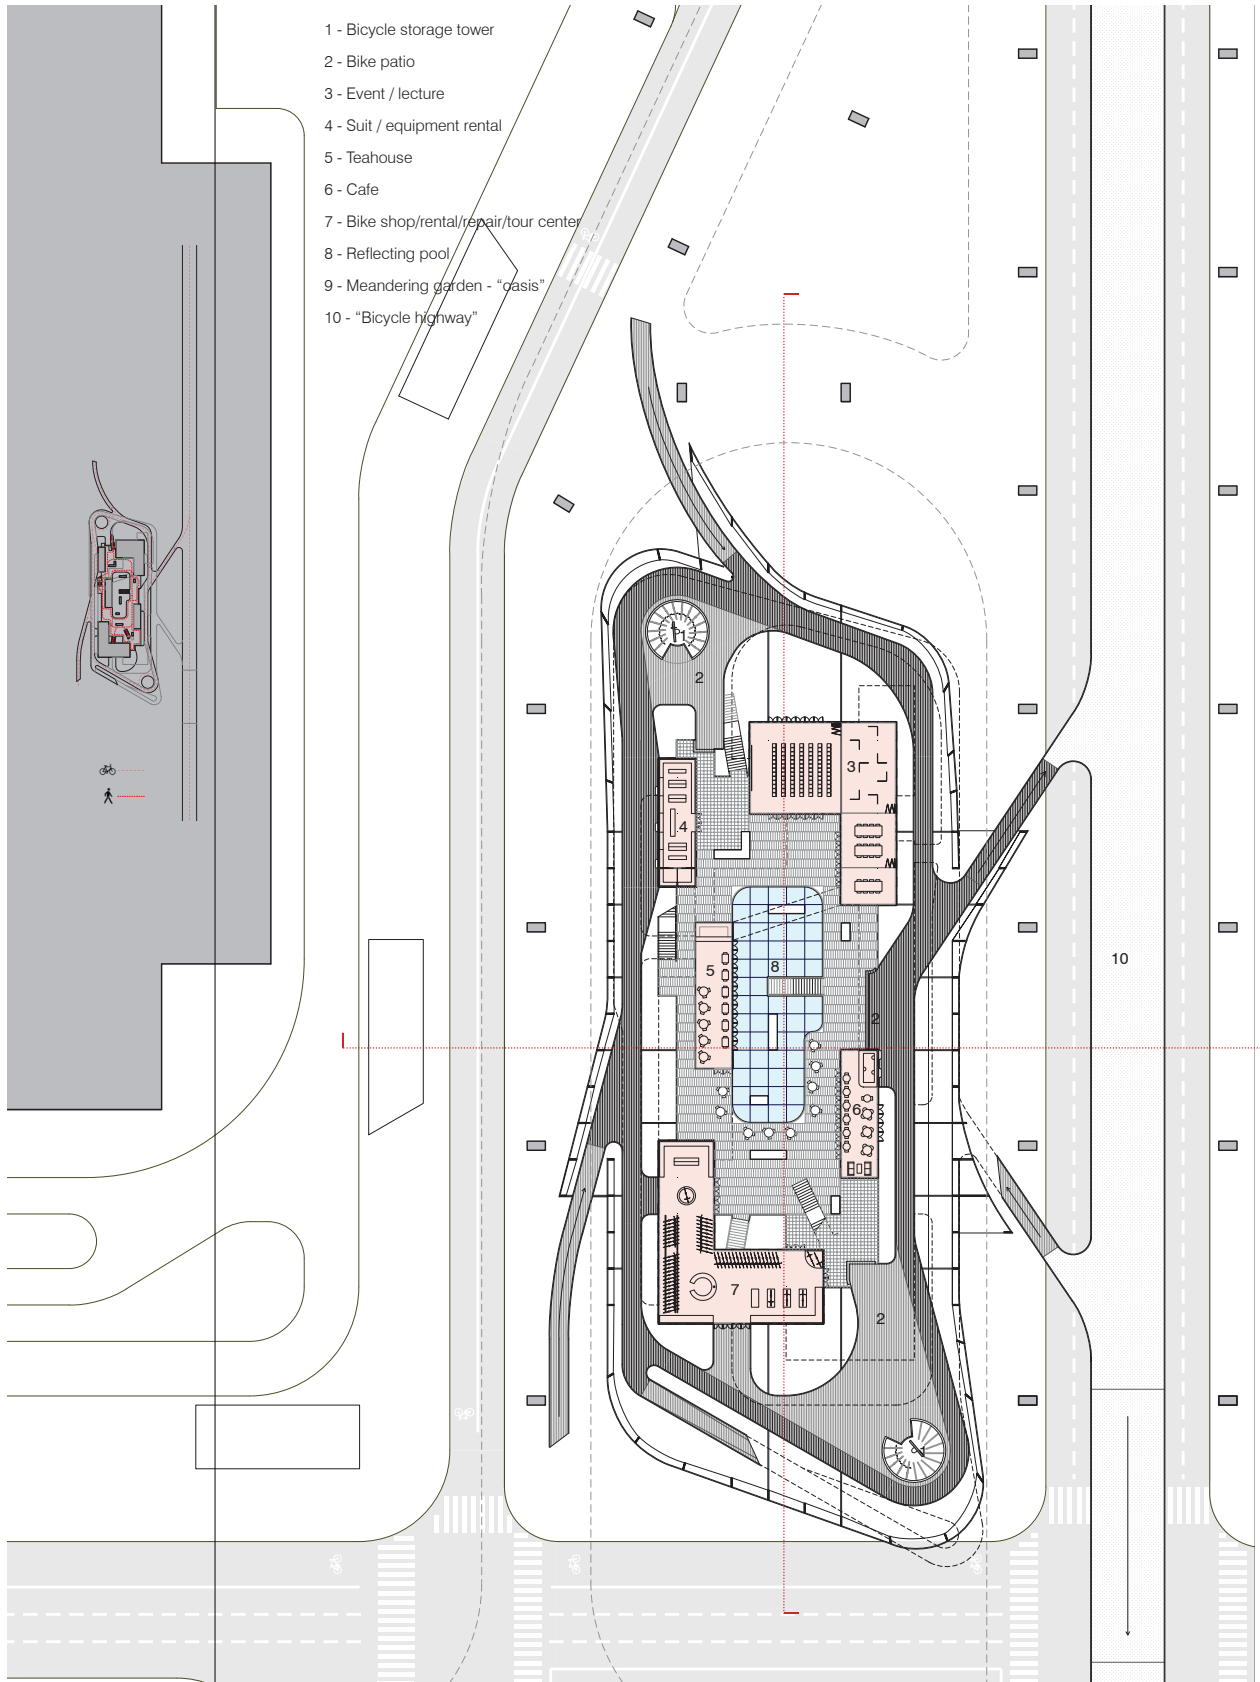 1 - Bicycle storage tower
2 - Bike patio
3 - Event / lecture
4 - Suit / equipment rental
5 - Teahouse
6 - Cafe
7 - Bike shop/rental/repair/tour center
8 - Reflecting pool
9 - Meandering garden - “oasis”
10 - “Bicycle highway”
1
2
3
4
5
8
10
2
6
7
2
1